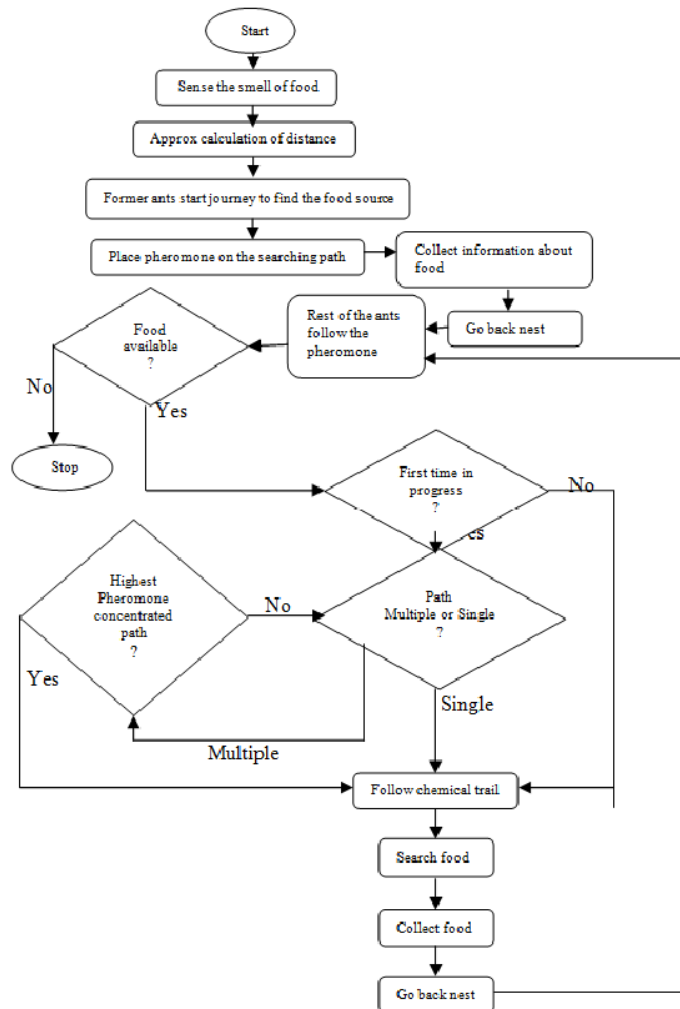 Start
Sense the smell of food
Approx calculation of distance
Former ants start journey to find the food source
Place pheromone on the searching path
Collect information about
food
Go back nest
Rest of the ants
follow the
pheromone
Food
available
?
No
Yes
Stop
First time in
progress
?
No
es
Path
Multiple or Single
?
Highest
Pheromone
concentrated
path
?
No
Yes
Multiple
Single
Follow chemical trail
Search food
Collect food
Go back nest